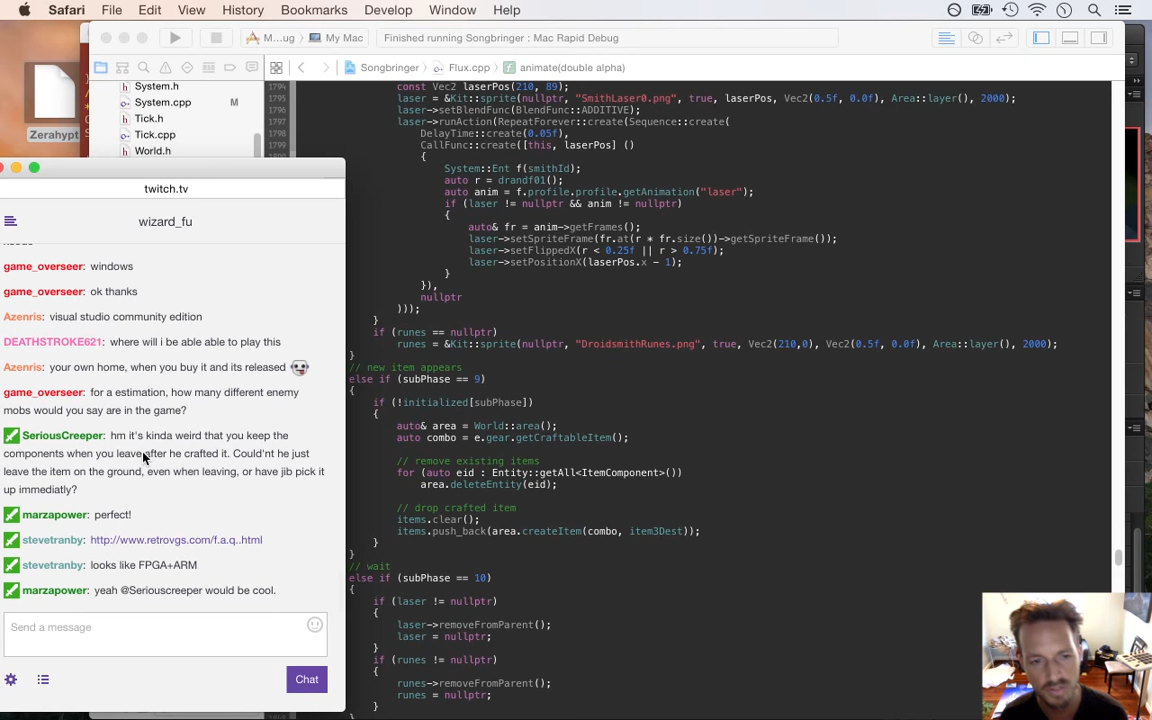 Safari File Edit View History Bookmarks Develop Window Help
M...ug My Mac Finished running Songbringer : Mac Rapid Debug
Songbringer Flux.cpp animate(double alpha)
System.h
System.cpp M
Tick.h
Tick.cpp
World.h
Zerahypt
twitch.tv
wizard_fu
game_overseer: windows
game_overseer: ok thanks
Azenris: visual studio community edition
DEATHSTROKE621: where will i be able able to play this
Azenris: your own home, when you buy it and its released
game_overseer: for a estimation, how many different enemy
mobs would you say are in the game?
SeriousCreeper: hm it's kinda weird that you keep the
components when you leave after he crafted it. Could'nt he just
leave the item on the ground, even when leaving, or have jib pick it
up immediatly?
marzapower: perfect!
stevetranby: http://www.retrovgs.com/f.a.q..html
stevetranby: looks like FPGA+ARM
marzapower: yeah @Seriouscreeper would be cool.
Send a message
Chat
1794 const Vec2 laserPos(210, 89);
1795 laser = &Kit::sprite(nullptr, "SmithLaser0.png", true, laserPos, Vec2(0.5f, 0.0f), Area::layer(), 2000);
1796 laser->setBlendFunc(BlendFunc::ADDITIVE);
1797 laser->runAction(RepeatForever::create(Sequence::create(
1798 DelayTime::create(0.05f),
1799 CallFunc::create([this, laserPos] ()
{
System::Ent f(smithId);
auto r = drandf01();
auto anim = f.profile.profile.getAnimation("laser");
if (laser != nullptr && anim != nullptr)
{
auto& fr = anim->getFrames();
laser->setSpriteFrame(fr.at(r * fr.size())->getSpriteFrame());
laser->setFlippedX(r < 0.25f || r > 0.75f);
laser->setPositionX(laserPos.x - 1);
}
}),
nullptr
)));
}
if (runes == nullptr)
runes = &Kit::sprite(nullptr, "DroidsmithRunes.png", true, Vec2(210,0), Vec2(0.5f, 0.0f), Area::layer(), 2000);
}
// new item appears
else if (subPhase == 9)
{
if (!initialized[subPhase])
{
auto& area = World::area();
auto combo = e.gear.getCraftableItem();
// remove existing items
for (auto eid : Entity::getAll<ItemComponent>())
area.deleteEntity(eid);
// drop crafted item
items.clear();
items.push_back(area.createItem(combo, item3Dest));
}
}
// wait
else if (subPhase == 10)
{
if (laser != nullptr)
{
laser->removeFromParent();
laser = nullptr;
}
if (runes != nullptr)
{
runes->removeFromParent();
runes = nullptr;
}